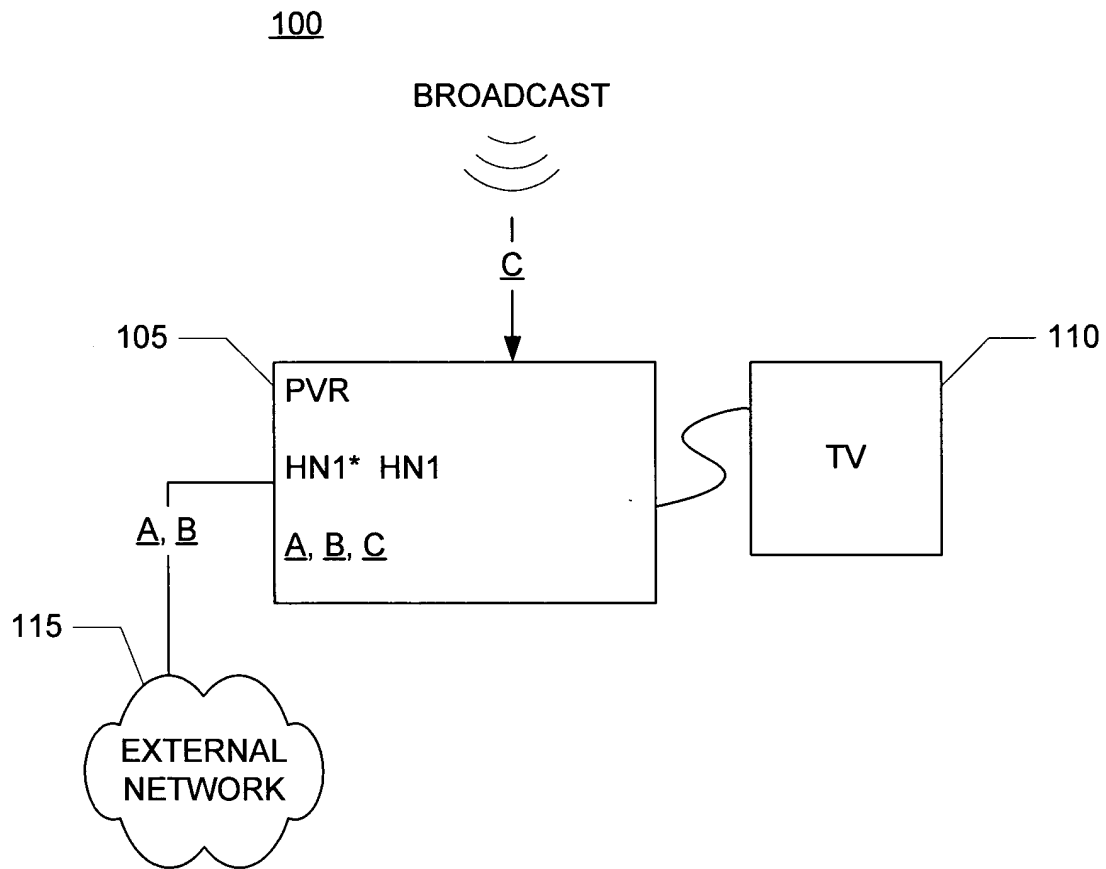 100
BROADCAST
C
105
110
PVR
HN1* HN1
TV
A, B
A, B, C
115
EXTERNAL
NETWORK